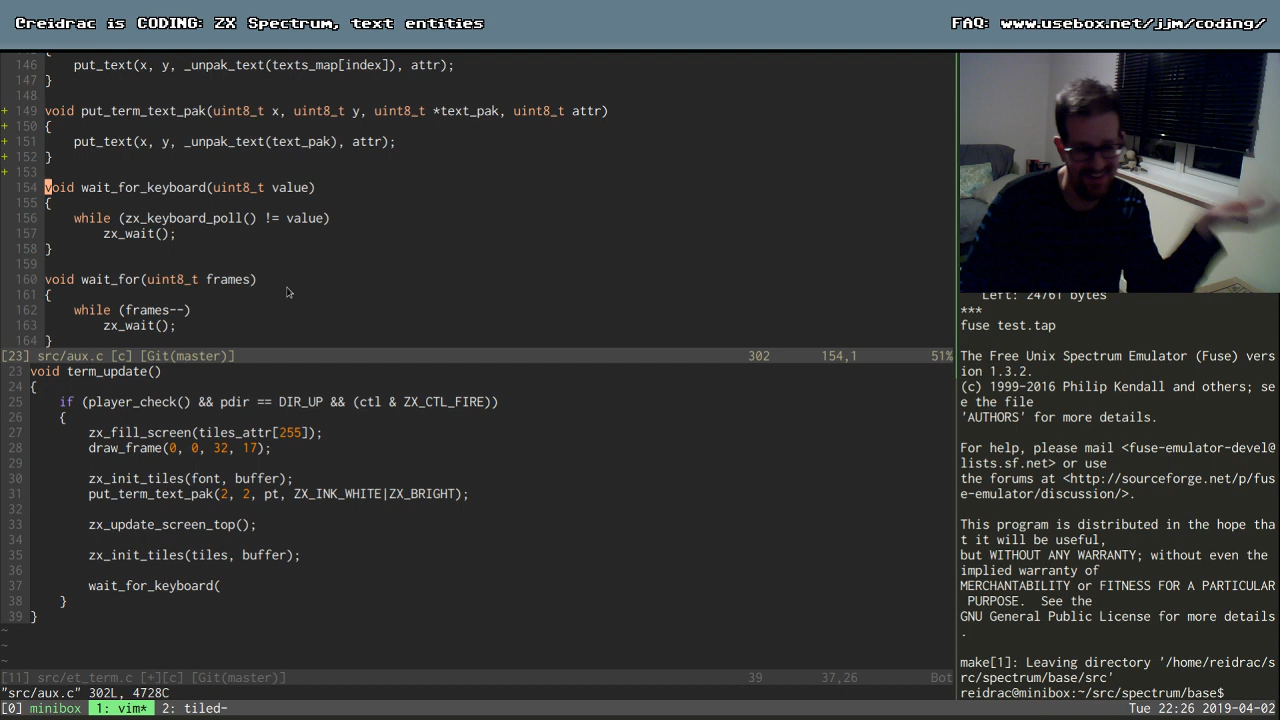 Creidrac is CODING: ZX Spectrum, text entities
FAQ: www.usebox.net/jjm/coding/
146     put_text(x, y, _unpak_text(texts_map[index]), attr);
147 }
148
+ 149 void put_term_text_pak(uint8_t x, uint8_t y, uint8_t *text_pak, uint8_t attr)
+ 150 {
+ 151     put_text(x, y, _unpak_text(text_pak), attr);
+ 152 }
+ 153
154 void wait_for_keyboard(uint8_t value)
155 {
156     while (zx_keyboard_poll() != value)
157         zx_wait();
158 }
159
160 void wait_for(uint8_t frames)
161 {
162     while (frames--)
163         zx_wait();
164 }
[23] src/aux.c [c] [Git(master)] 302 154,1 51%
23 void term_update()
24 {
25     if (player_check() && pdir == DIR_UP && (ctl & ZX_CTL_FIRE))
26     {
27         zx_fill_screen(tiles_attr[255]);
28         draw_frame(0, 0, 32, 17);
29
30         zx_init_tiles(font, buffer);
31         put_term_text_pak(2, 2, pt, ZX_INK_WHITE|ZX_BRIGHT);
32
33         zx_update_screen_top();
34
35         zx_init_tiles(tiles, buffer);
36
37         wait_for_keyboard(
38     }
39 }
~
~
~
[11] src/et_term.c [+][c] [Git(master)] 39 37,26 Bot
"src/aux.c" 302L, 4728C
Left: 24761 bytes
***
fuse test.tap
The Free Unix Spectrum Emulator (Fuse) vers
ion 1.3.2.
(c) 1999-2016 Philip Kendall and others; se
e the file
'AUTHORS' for more details.
For help, please mail <fuse-emulator-devel@
lists.sf.net> or use
the forums at <http://sourceforge.net/p/fus
e-emulator/discussion/>.
This program is distributed in the hope tha
t it will be useful,
but WITHOUT ANY WARRANTY; without even the
implied warranty of
MERCHANTABILITY or FITNESS FOR A PARTICULAR
PURPOSE.  See the
GNU General Public License for more details
.
make[1]: Leaving directory '/home/reidrac/s
rc/spectrum/base/src'
reidrac@minibox:~/src/spectrum/base$
[0] minibox 1: vim* 2: tiled- Tue 22:26 2019-04-02